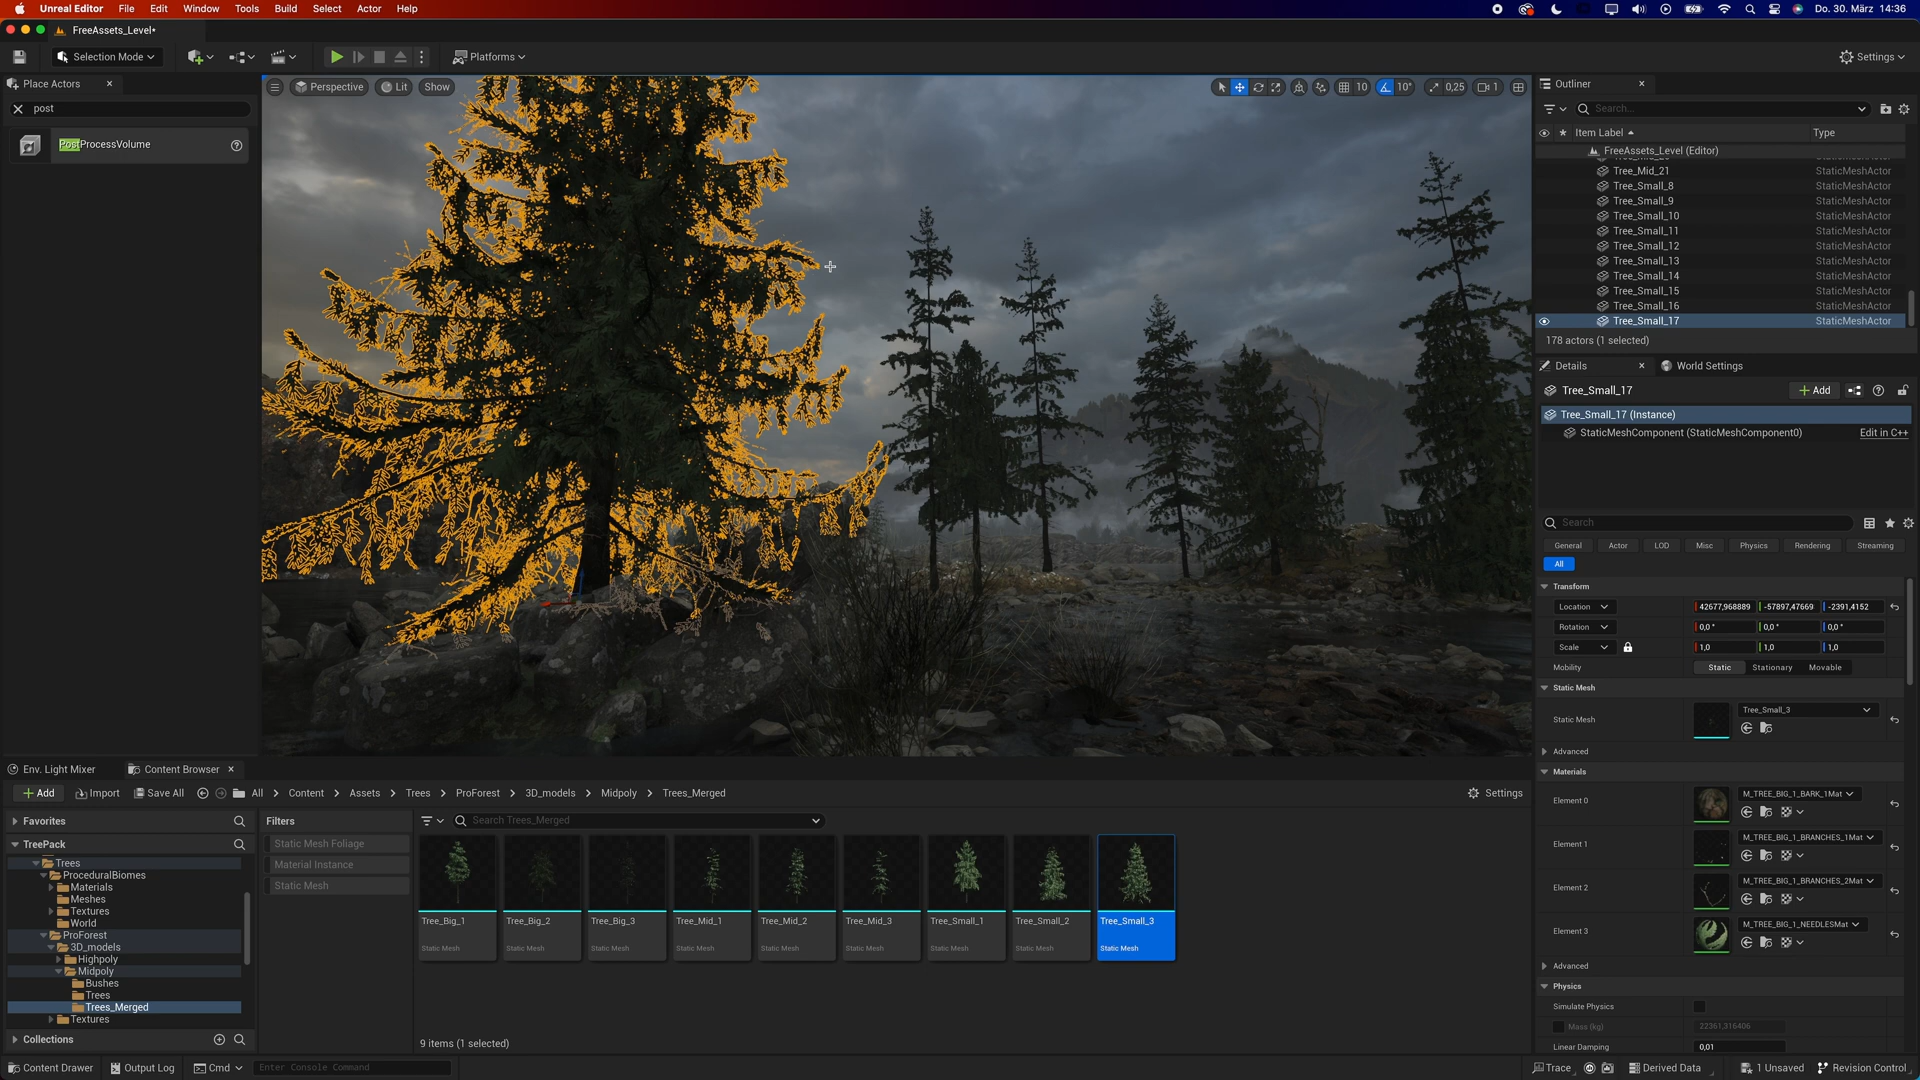 Unreal Editor File Edit Window Tools Build Select Actor Help
Do. 30. März 14:36
FreeAssets_Level*
Selection Mode
Platforms
Settings
Place Actors
post
PostProcessVolume
Perspective
Lit
Show
10
10°
0,25
1
Outliner
Search...
Item Label
Type
FreeAssets_Level (Editor)
Tree_Mid_21 StaticMeshActor
Tree_Small_8 StaticMeshActor
Tree_Small_9 StaticMeshActor
Tree_Small_10 StaticMeshActor
Tree_Small_11 StaticMeshActor
Tree_Small_12 StaticMeshActor
Tree_Small_13 StaticMeshActor
Tree_Small_14 StaticMeshActor
Tree_Small_15 StaticMeshActor
Tree_Small_16 StaticMeshActor
Tree_Small_17 StaticMeshActor
178 actors (1 selected)
Details
World Settings
Tree_Small_17
Add
Tree_Small_17 (Instance)
StaticMeshComponent (StaticMeshComponent0) Edit in C++
Search
General Actor LOD Misc Physics Rendering Streaming
All
Transform
Location 42677,968889 -57897,47669 -2391,4152
Rotation 0,0° 0,0° 0,0°
Scale 1,0 1,0 1,0
Mobility Static Stationary Movable
Static Mesh
Static Mesh Tree_Small_3
Advanced
Materials
Element 0 M_TREE_BIG_1_BARK_1Mat
Element 1 M_TREE_BIG_1_BRANCHES_1Mat
Element 2 M_TREE_BIG_1_BRANCHES_2Mat
Element 3 M_TREE_BIG_1_NEEDLESMat
Advanced
Physics
Simulate Physics
Mass (kg) 22361,316406
Linear Damping 0,01
Env. Light Mixer
Content Browser
Add
Import
Save All
All > Content > Assets > Trees > ProForest > 3D_models > Midpoly > Trees_Merged
Settings
Favorites
TreePack
Trees
ProceduralBiomes
Materials
Meshes
Textures
World
ProForest
3D_models
Highpoly
Midpoly
Bushes
Trees
Trees_Merged
Textures
Collections
Filters
Static Mesh Foliage
Material Instance
Static Mesh
Search Trees_Merged
Tree_Big_1 Tree_Big_2 Tree_Big_3 Tree_Mid_1 Tree_Mid_2 Tree_Mid_3 Tree_Small_1 Tree_Small_2 Tree_Small_3
Static Mesh Static Mesh Static Mesh Static Mesh Static Mesh Static Mesh Static Mesh Static Mesh Static Mesh
9 items (1 selected)
Content Drawer
Output Log
Cmd
Enter Console Command
Trace
Derived Data
1 Unsaved
Revision Control